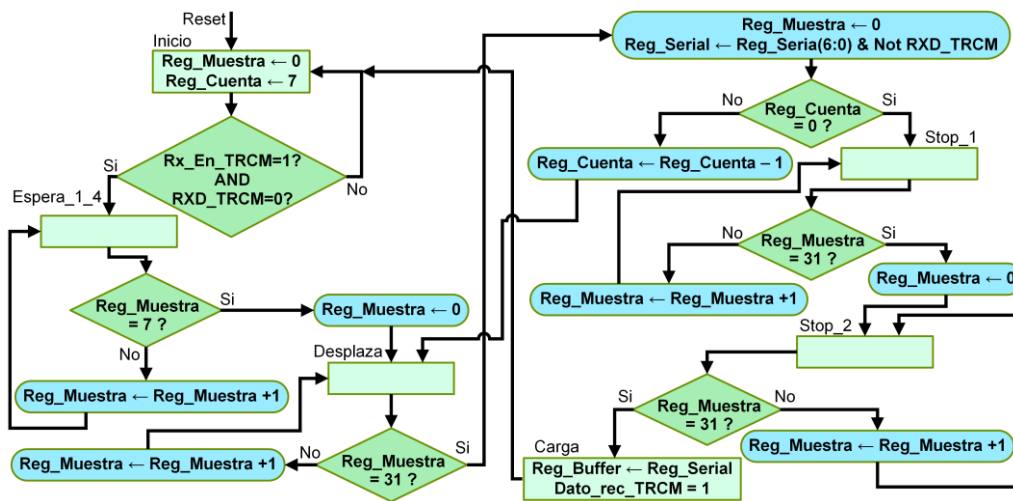 Reset
Inicio
Reg_Muestra ← 0
Reg_Cuenta ← 7
Rx_En_TRCM=1?
AND
RXD_TRCM=0?
Si
No
Espera_1_4
Reg_Muestra
= 7 ?
Si
No
Reg_Muestra ← 0
Reg_Muestra ← Reg_Muestra +1
Desplaza
Reg_Muestra
= 31 ?
No
Si
Reg_Muestra ← Reg_Muestra +1
Reg_Muestra ← 0
Reg_Serial ← Reg_Seria(6:0) & Not RXD_TRCM
Reg_Cuenta
= 0 ?
No
Si
Reg_Cuenta ← Reg_Cuenta – 1
Stop_1
Reg_Muestra
= 31 ?
No
Si
Reg_Muestra ← Reg_Muestra +1
Reg_Muestra ← 0
Stop_2
Reg_Muestra
= 31 ?
Si
No
Reg_Muestra ← Reg_Muestra +1
Carga
Reg_Buffer ← Reg_Serial
Dato_rec_TRCM = 1